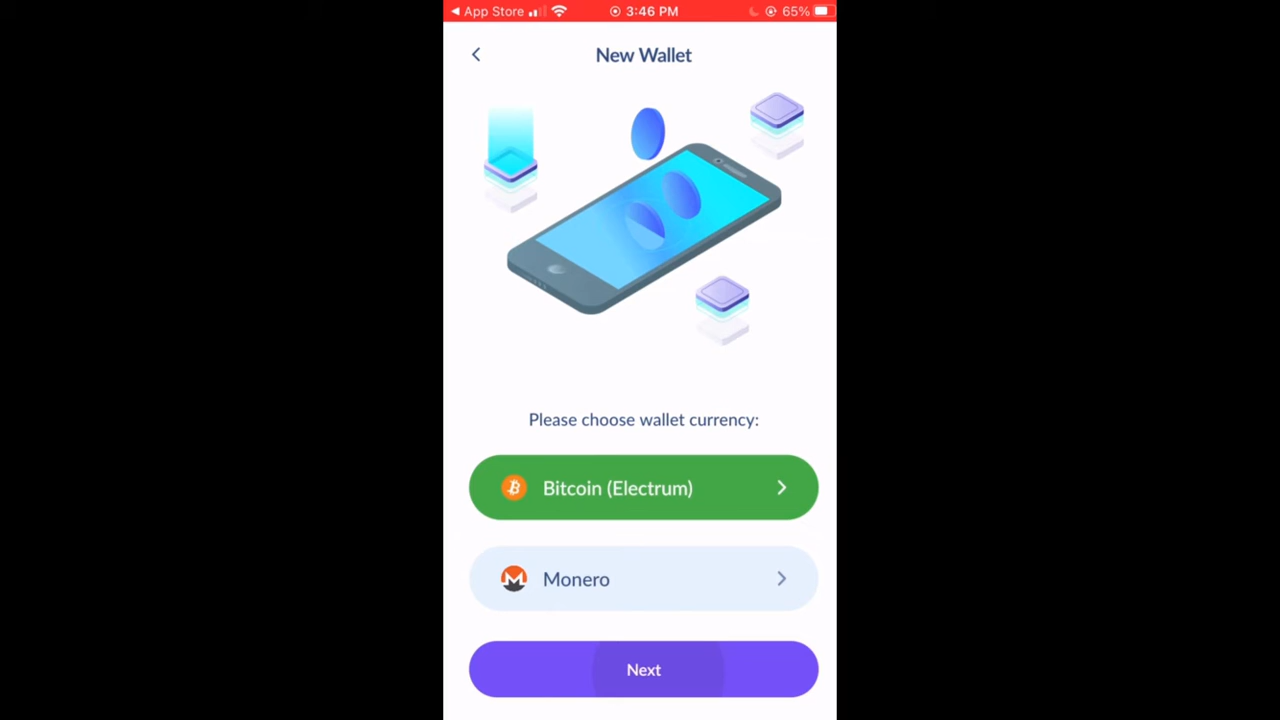 App Store 3:46 PM 65%
New Wallet
Please choose wallet currency:
Bitcoin (Electrum)
Monero
Next